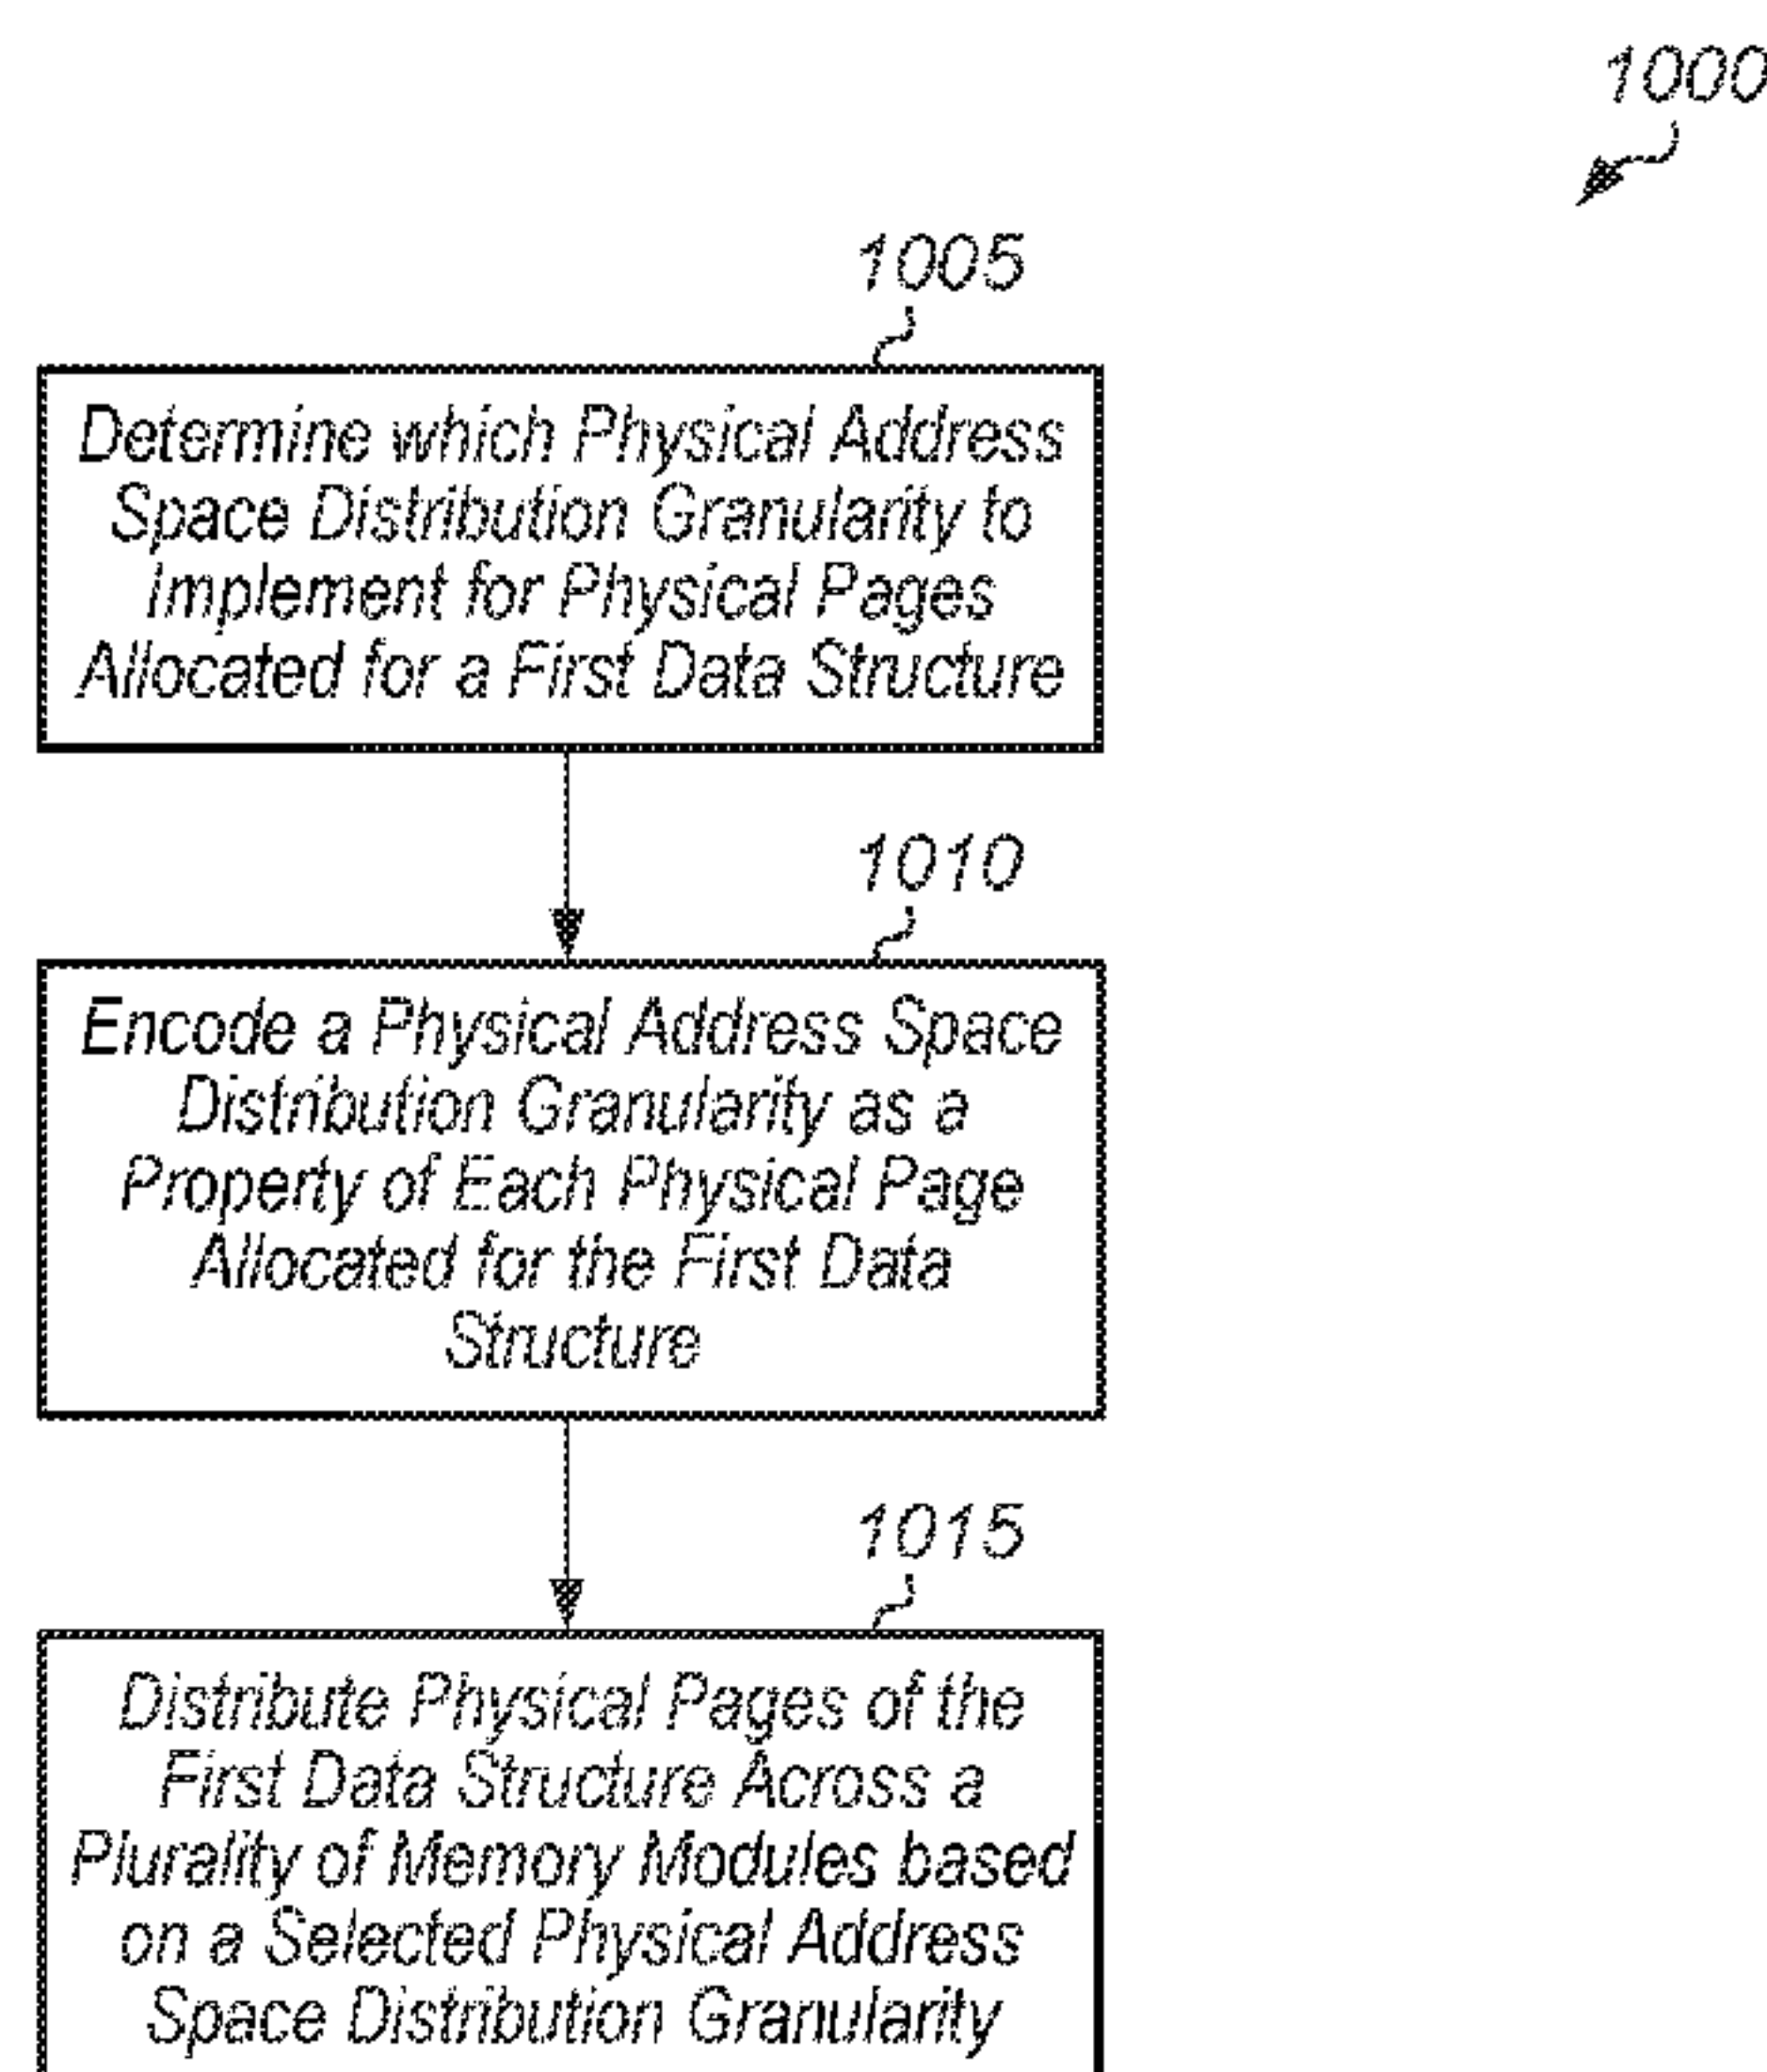 1000
1005
Determine which Physical Address
Space Distribution Granularity to
Implement for Physical Pages
Allocated for a First Data Structure
1010
Encode a Physical Address Space
Distribution Granularity as a
Property of Each Physical Page
Allocated for the First Data
Structure
1015
Distribute Physical Pages of the
First Data Structure Across a
Plurality of Memory Modules based
on a Selected Physical Address
Space Distribution Granularity